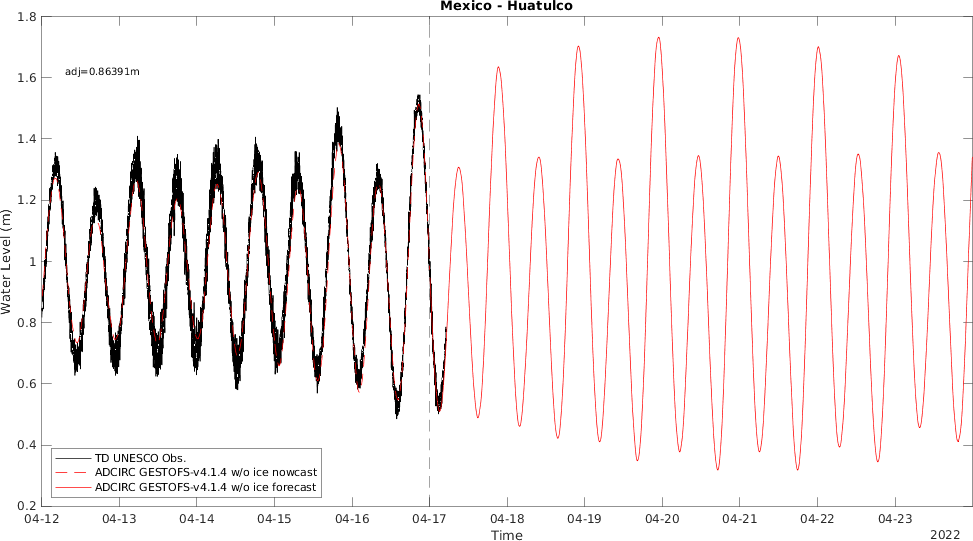 Mexico - Huatulco
1.8
1.6
1.4
1.2
1
0.8
0.6
0.4
0.2
Water Level (m)
adj=0.86391m
TD UNESCO Obs.
ADCIRC GESTOFS-v4.1.4 w/o ice nowcast
ADCIRC GESTOFS-v4.1.4 w/o ice forecast
04-12 04-13 04-14 04-15 04-16 04-17 04-18 04-19 04-20 04-21 04-22 04-23
Time
2022